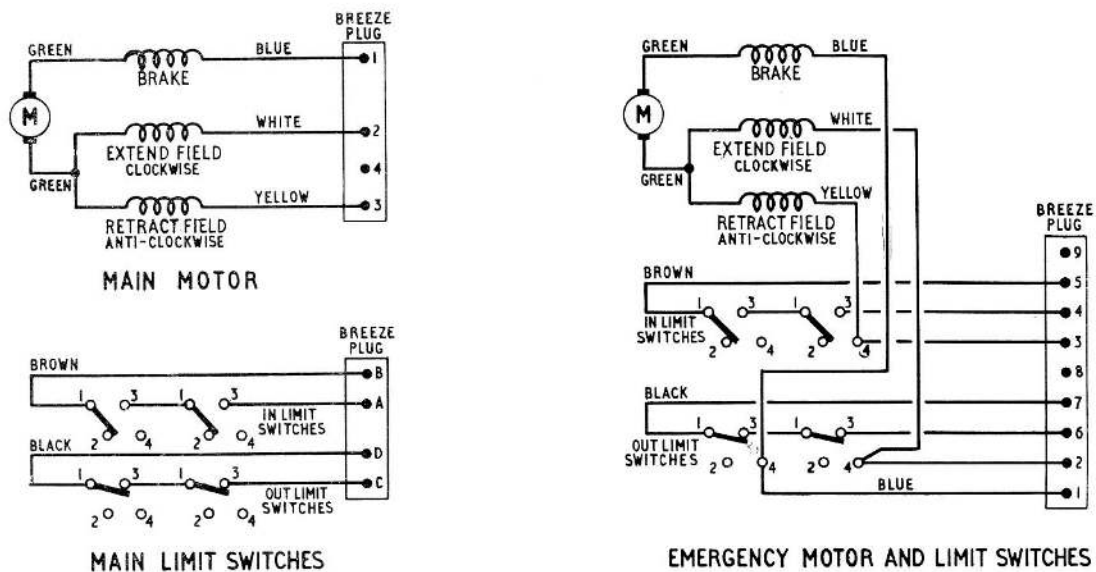 BREEZE
PLUG
GREEN
BLUE
1
BRAKE
M
WHITE
2
EXTEND FIELD
CLOCKWISE
4
GREEN
YELLOW
3
RETRACT FIELD
ANTI-CLOCKWISE
MAIN MOTOR
BREEZE
PLUG
BROWN
B
1 3 1 3
A
IN LIMIT
SWITCHES
2 4 2 4
BLACK
D
1 3 1 3
C
OUT LIMIT
SWITCHES
2 4 2 4
MAIN LIMIT SWITCHES
GREEN
BLUE
BRAKE
M
WHITE
EXTEND FIELD
CLOCKWISE
GREEN
YELLOW
RETRACT FIELD
ANTI-CLOCKWISE
BREEZE
PLUG
9
BROWN
5
1 3 1 3
4
IN LIMIT
SWITCHES
2 4 2 4
3
8
BLACK
7
1 3 1 3
6
OUT LIMIT
SWITCHES
2 4 2 4
2
BLUE
1
EMERGENCY MOTOR AND LIMIT SWITCHES